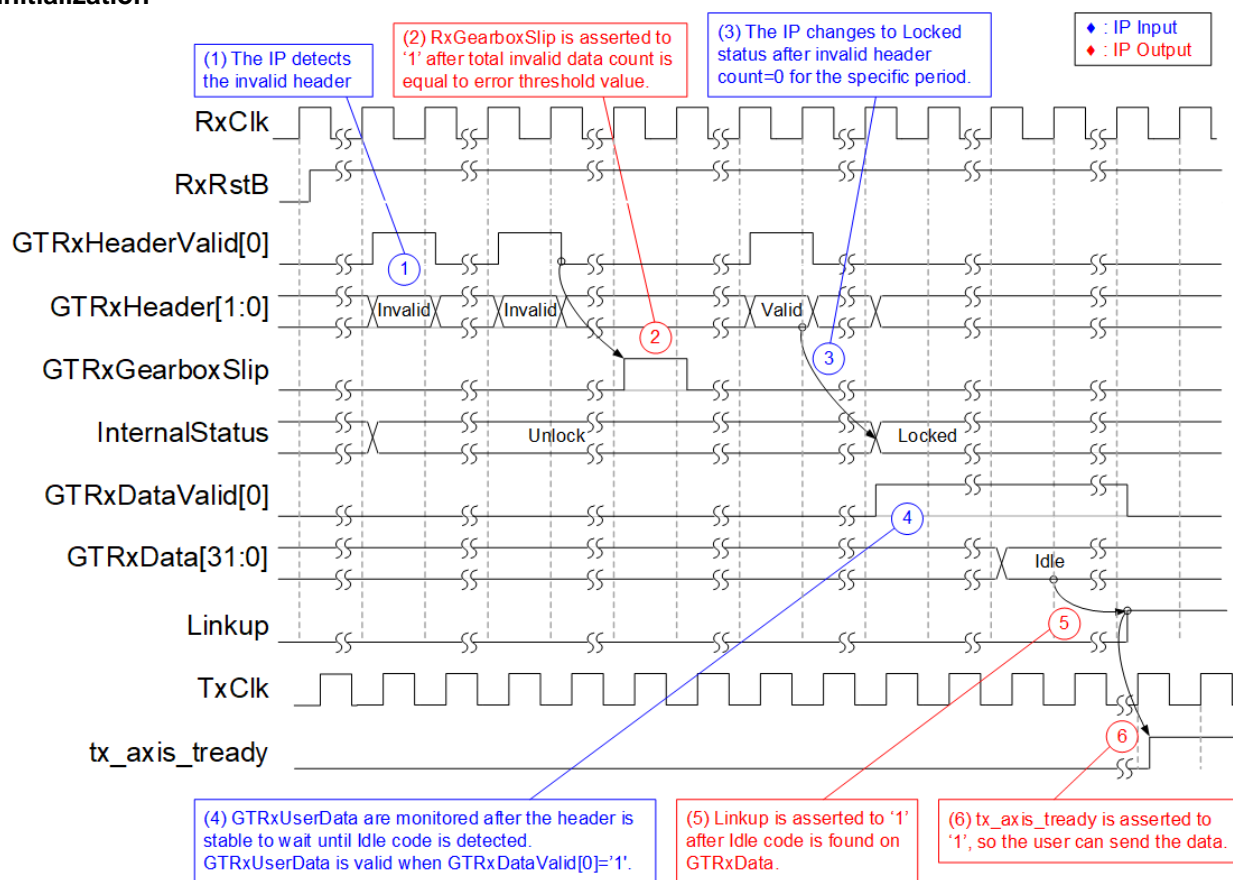 Initialization
♦ : IP Input
♦ : IP Output
(1) The IP detects
the invalid header
(2) RxGearboxSlip is asserted to
‘1’ after total invalid data count is
equal to error threshold value.
(3) The IP changes to Locked
status after invalid header
count=0 for the specific period.
RxClk
RxRstB
GTRxHeaderValid[0]
1
GTRxHeader[1:0]
Invalid
Invalid
Valid
2
3
GTRxGearboxSlip
InternalStatus
Unlock
Locked
GTRxDataValid[0]
4
GTRxData[31:0]
Idle
Linkup
5
TxClk
tx_axis_tready
6
(4) GTRxUserData are monitored after the header is
stable to wait until Idle code is detected.
GTRxUserData is valid when GTRxDataValid[0]='1'.
(5) Linkup is asserted to ‘1’
after Idle code is found on
GTRxData.
(6) tx_axis_tready is asserted to
‘1’, so the user can send the data.